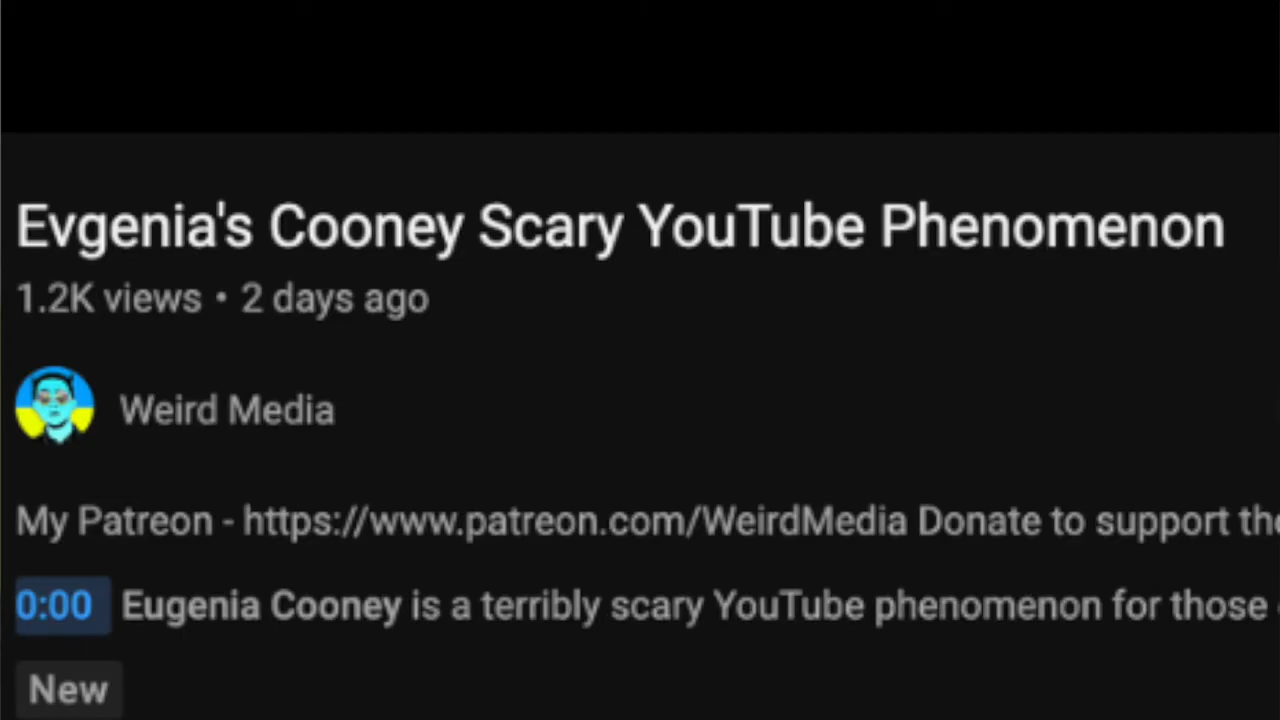 Evgenia's Cooney Scary YouTube Phenomenon
1.2K views • 2 days ago
Weird Media
My Patreon - https://www.patreon.com/WeirdMedia Donate to support the
0:00 Eugenia Cooney is a terribly scary YouTube phenomenon for those
New